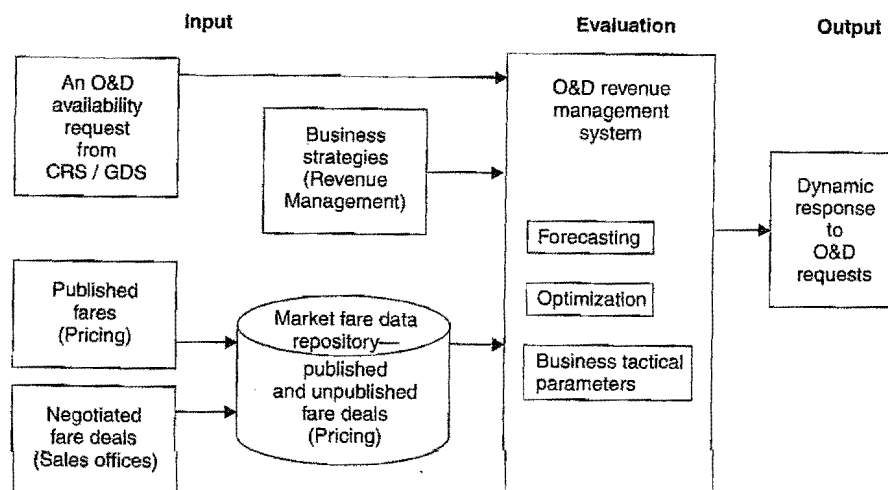 Input
Evaluation
Output
An O&D
availability
request
from
CRS / GDS
Business
strategies
(Revenue
Management)
O&D revenue
management
system
Dynamic
response
to
O&D
requests
Forecasting
Optimization
Business tactical
parameters
Published
fares
(Pricing)
Market fare data
repository—
published
and unpublished
fare deals
(Pricing)
Negotiated
fare deals
(Sales offices)